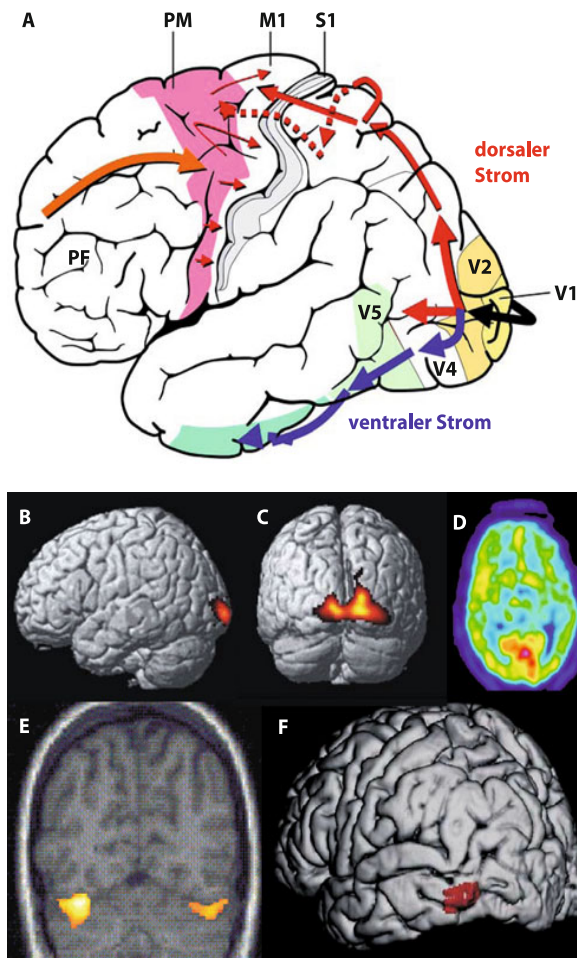 A
PM
M1
S1
dorsaler
Strom
PF
V2
V1
V5
V4
ventraler Strom
B
C
D
E
F